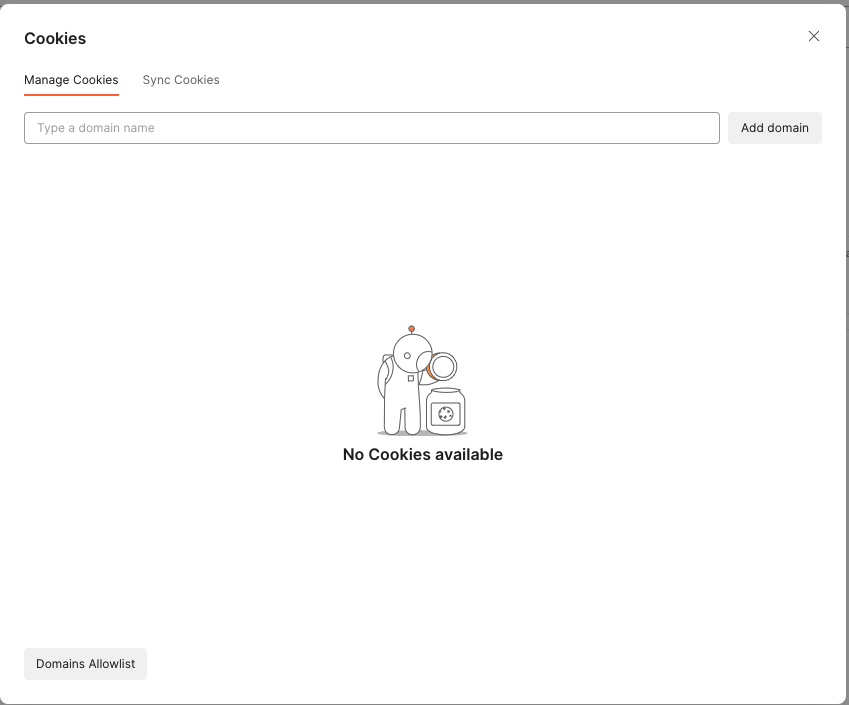 Cookies
Manage Cookies Sync Cookies
Type a domain name Add domain
No Cookies available
Domains Allowlist